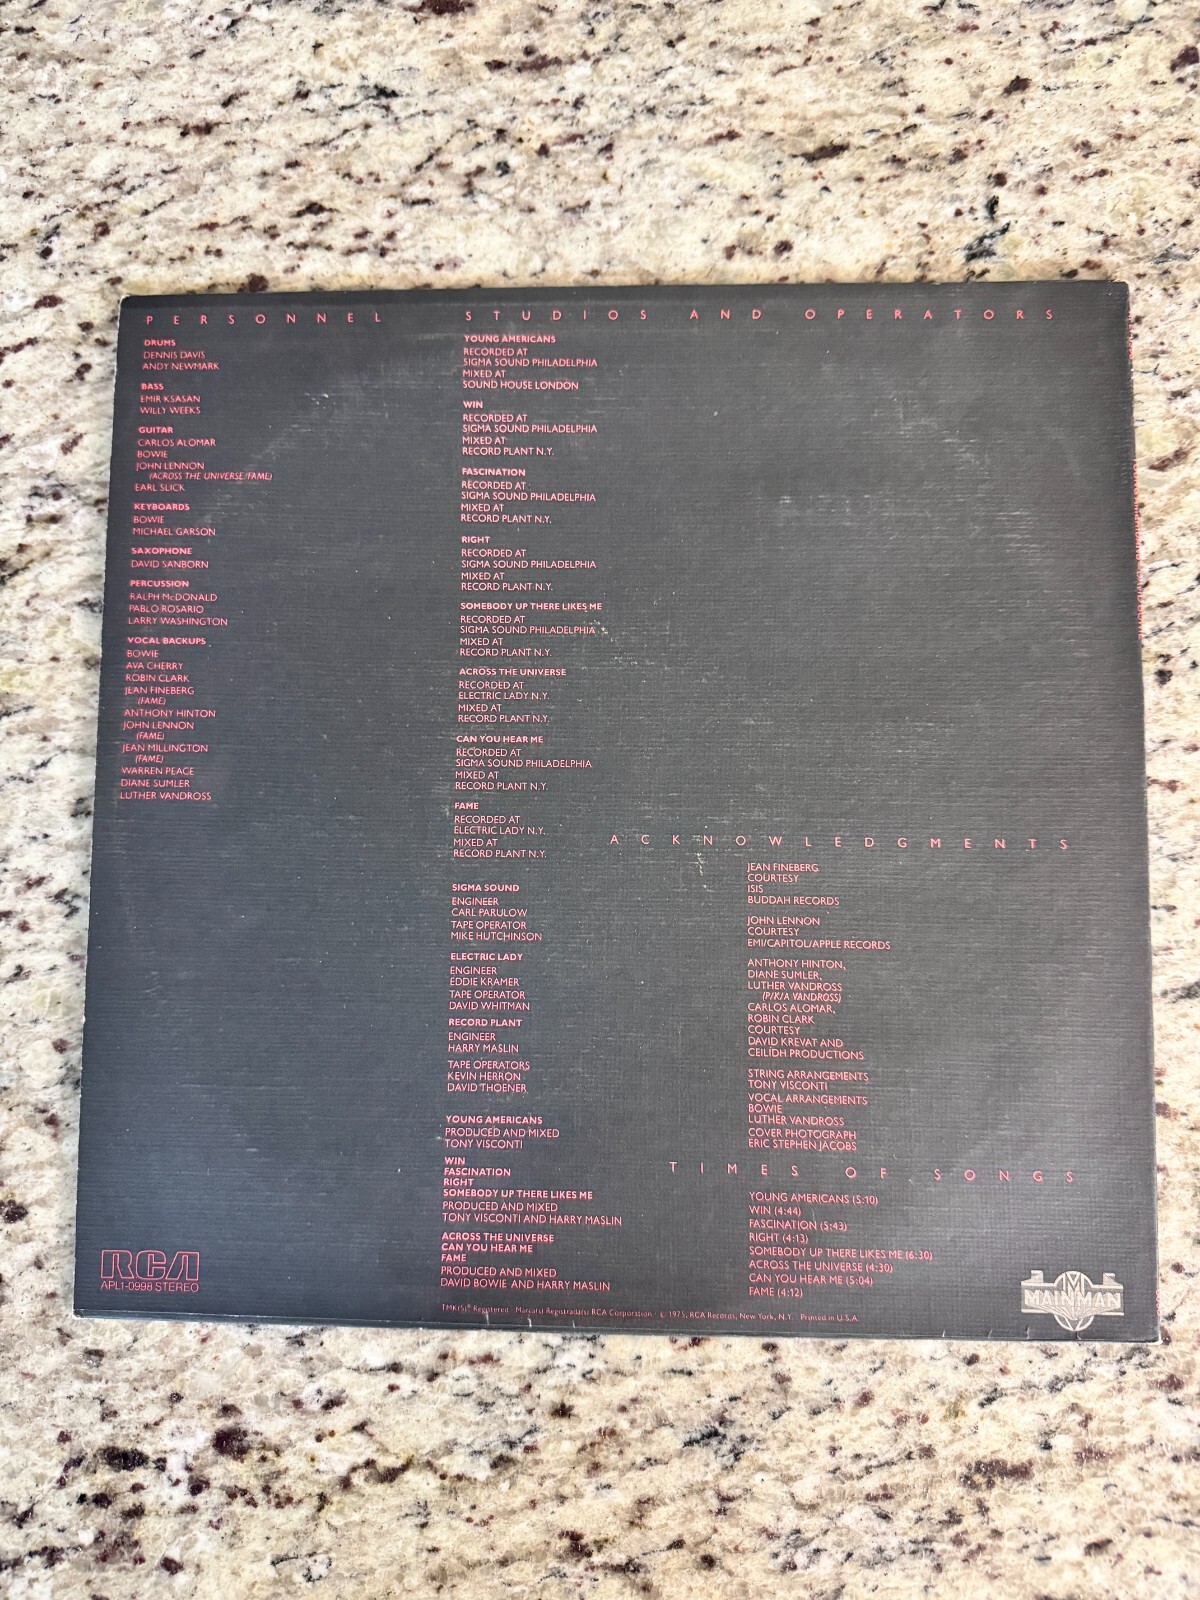 PERSONNEL
DRUMS
DENNIS DAVIS
ANDY NEWMARK
BASS
EMIR KSASAN
WILLY WEEKS
GUITAR
CARLOS ALOMAR
BOWIE
JOHN LENNON
(ACROSS THE UNIVERSE/FAME)
EARL SLICK
KEYBOARDS
BOWIE
MICHAEL GARSON
SAXOPHONE
DAVID SANBORN
PERCUSSION
RALPH McDONALD
PABLO ROSARIO
LARRY WASHINGTON
VOCAL BACKUPS
BOWIE
AVA CHERRY
ROBIN CLARK
JEAN FINEBERG
(FAME)
ANTHONY HINTON
JOHN LENNON
(FAME)
JEAN MILLINGTON
(FAME)
WARREN PEACE
DIANE SUMLER
LUTHER VANDROSS
RCA
APL1-0998 STEREO
STUDIOS AND OPERATORS
YOUNG AMERICANS
RECORDED AT
SIGMA SOUND PHILADELPHIA
MIXED AT
SOUND HOUSE LONDON
WIN
RECORDED AT
SIGMA SOUND PHILADELPHIA
MIXED AT
RECORD PLANT N.Y.
FASCINATION
RECORDED AT
SIGMA SOUND PHILADELPHIA
MIXED AT
RECORD PLANT N.Y.
RIGHT
RECORDED AT
SIGMA SOUND PHILADELPHIA
MIXED AT
RECORD PLANT N.Y.
SOMEBODY UP THERE LIKES ME
RECORDED AT
SIGMA SOUND PHILADELPHIA
MIXED AT
RECORD PLANT N.Y.
ACROSS THE UNIVERSE
RECORDED AT
ELECTRIC LADY N.Y.
MIXED AT
RECORD PLANT N.Y.
CAN YOU HEAR ME
RECORDED AT
SIGMA SOUND PHILADELPHIA
MIXED AT
RECORD PLANT N.Y.
FAME
RECORDED AT
ELECTRIC LADY N.Y.
MIXED AT
RECORD PLANT N.Y.
SIGMA SOUND
ENGINEER
CARL PARULOW
TAPE OPERATOR
MIKE HUTCHINSON
ELECTRIC LADY
ENGINEER
EDDIE KRAMER
TAPE OPERATOR
DAVID WHITMAN
RECORD PLANT
ENGINEER
HARRY MASLIN
TAPE OPERATORS
KEVIN HERRON
DAVID THOENER
YOUNG AMERICANS
PRODUCED AND MIXED
TONY VISCONTI
WIN
FASCINATION
RIGHT
SOMEBODY UP THERE LIKES ME
PRODUCED AND MIXED
TONY VISCONTI AND HARRY MASLIN
ACROSS THE UNIVERSE
CAN YOU HEAR ME
FAME
PRODUCED AND MIXED
DAVID BOWIE AND HARRY MASLIN
TMK(S)® Registered · Marca(s) Registrada(s) RCA Corporation · © 1975, RCA Records, New York, N.Y. Printed in U.S.A.
ACKNOWLEDGMENTS
JEAN FINEBERG
COURTESY
ISIS
BUDDAH RECORDS
JOHN LENNON
COURTESY
EMI/CAPITOL/APPLE RECORDS
ANTHONY HINTON,
DIANE SUMLER,
LUTHER VANDROSS
(P/K/A VANDROSS)
CARLOS ALOMAR,
ROBIN CLARK
COURTESY
DAVID KREVAT AND
CEILIDH PRODUCTIONS
STRING ARRANGEMENTS
TONY VISCONTI
VOCAL ARRANGEMENTS
BOWIE
LUTHER VANDROSS
COVER PHOTOGRAPH
ERIC STEPHEN JACOBS
TIMES OF SONGS
YOUNG AMERICANS (5:10)
WIN (4:44)
FASCINATION (5:43)
RIGHT (4:13)
SOMEBODY UP THERE LIKES ME (6:30)
ACROSS THE UNIVERSE (4:30)
CAN YOU HEAR ME (5:04)
FAME (4:12)
MAINMAN